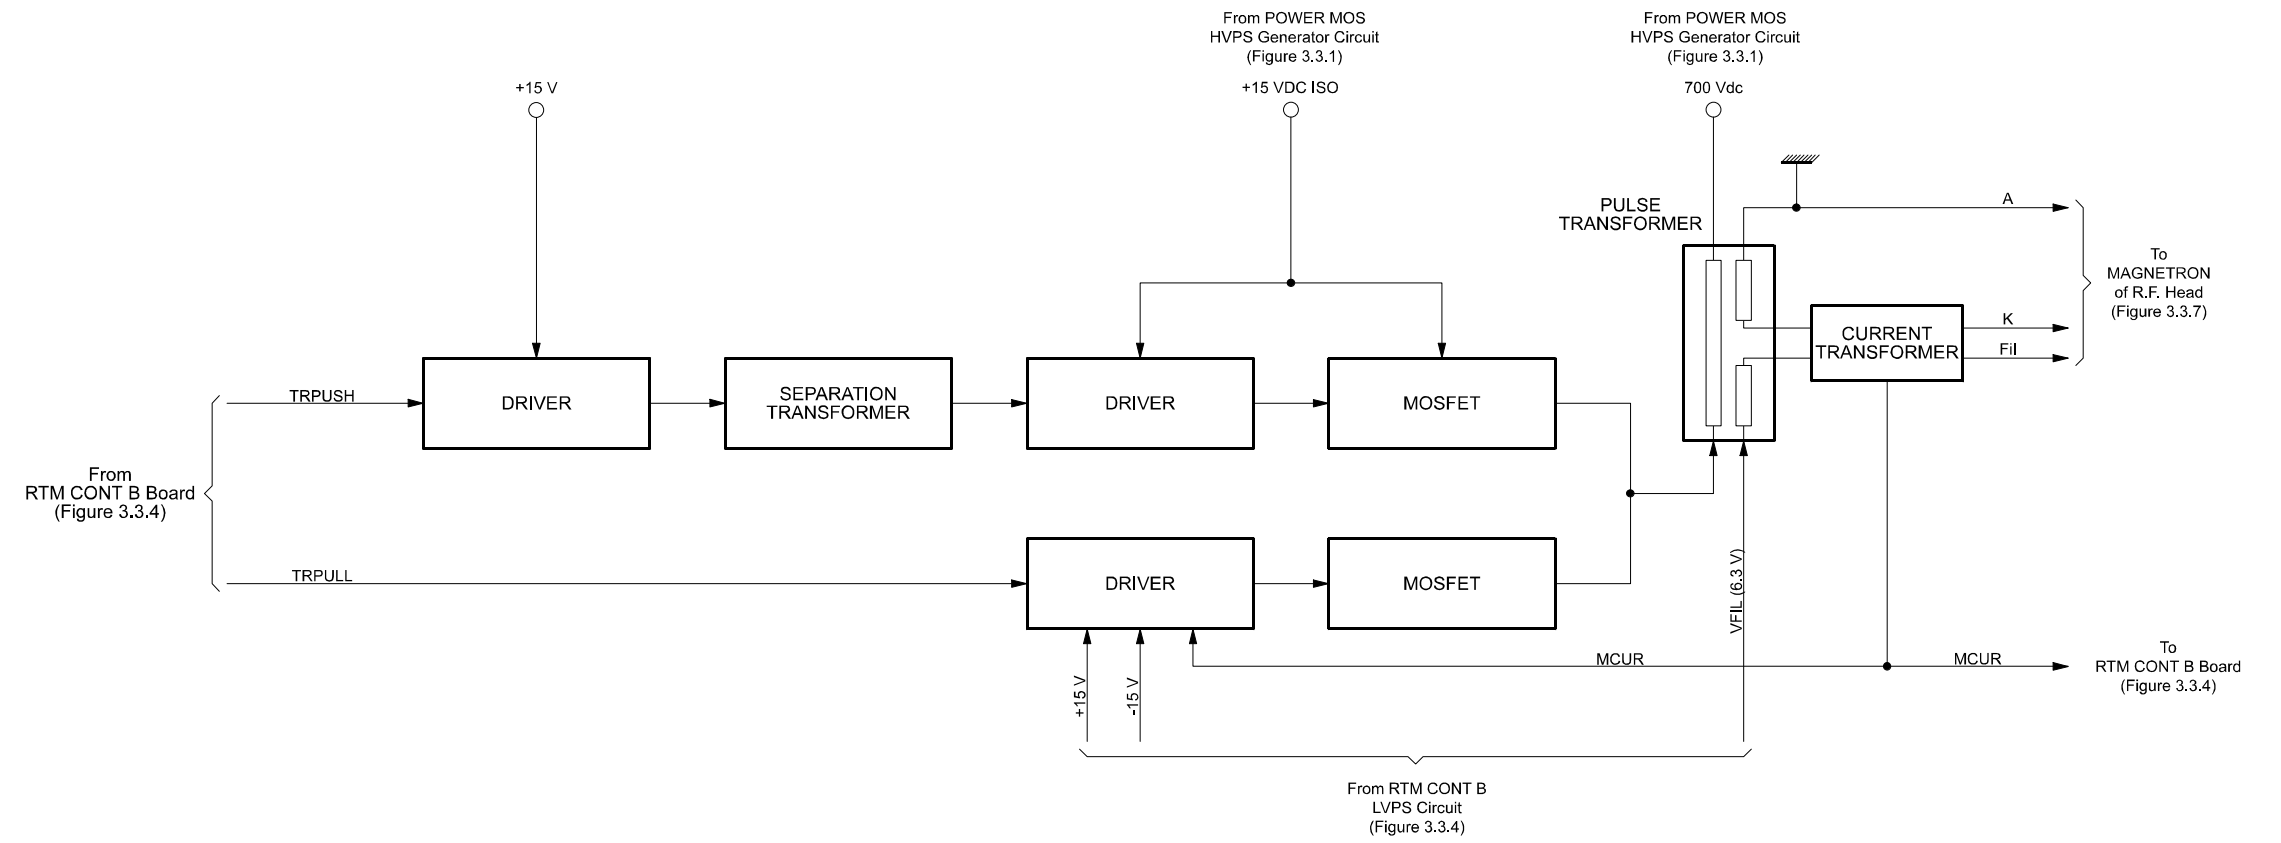 From POWER MOS
HVPS Generator Circuit
(Figure 3.3.1)
+15 VDC ISO
From POWER MOS
HVPS Generator Circuit
(Figure 3.3.1)
700 Vdc
+15 V
PULSE
TRANSFORMER
A
To
MAGNETRON
of R.F. Head
(Figure 3.3.7)
K
Fil
CURRENT
TRANSFORMER
From
RTM CONT B Board
(Figure 3.3.4)
TRPUSH
DRIVER
SEPARATION
TRANSFORMER
DRIVER
MOSFET
TRPULL
DRIVER
MOSFET
VFIL (6.3 V)
+15 V
-15 V
MCUR
MCUR
To
RTM CONT B Board
(Figure 3.3.4)
From RTM CONT B
LVPS Circuit
(Figure 3.3.4)